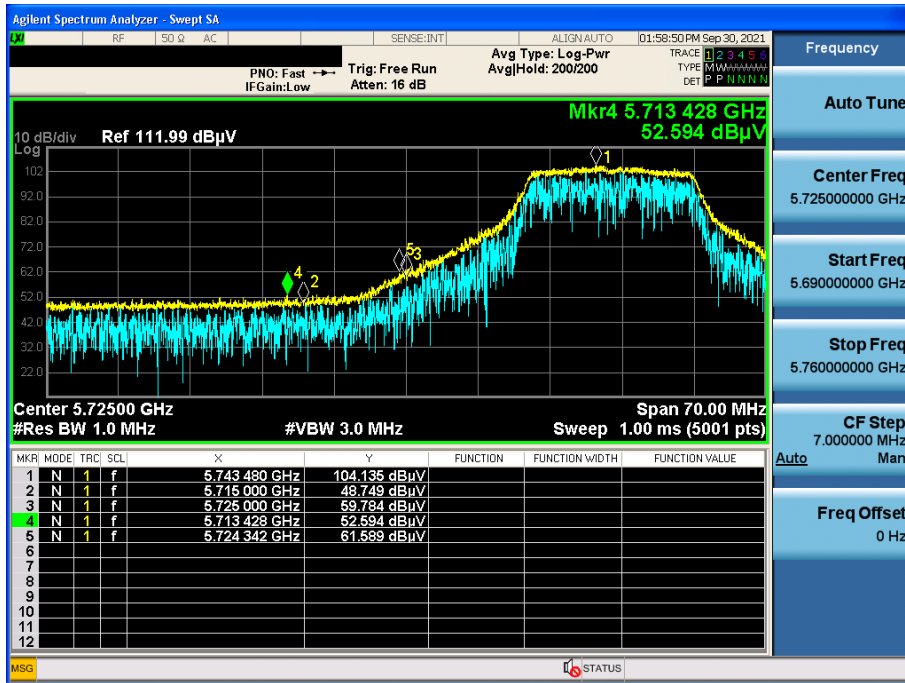 Agilent Spectrum Analyzer - Swept SA
LXI RF 50 Ω AC SENSE:INT ALIGN AUTO 01:58:50 PM Sep 30, 2021
PNO: Fast Trig: Free Run Avg Type: Log-Pwr TRACE 1 2 3 4 5 6
IFGain:Low Atten: 16 dB Avg|Hold: 200/200 TYPE M W W W W W
DET P P N N N N
Frequency
Auto Tune
Mkr4 5.713 428 GHz
52.594 dBµV
10 dB/div Ref 111.99 dBµV
Log
102
92.0
82.0
72.0
62.0
52.0
42.0
32.0
22.0
1
5 3
4
2
Center 5.72500 GHz Span 70.00 MHz
#Res BW 1.0 MHz #VBW 3.0 MHz Sweep 1.00 ms (5001 pts)
Center Freq
5.725000000 GHz
Start Freq
5.690000000 GHz
Stop Freq
5.760000000 GHz
CF Step
7.000000 MHz
Auto Man
Freq Offset
0 Hz
MKR MODE TRC SCL X Y FUNCTION FUNCTION WIDTH FUNCTION VALUE
1 N 1 f 5.743 480 GHz 104.135 dBµV
2 N 1 f 5.715 000 GHz 48.749 dBµV
3 N 1 f 5.725 000 GHz 59.784 dBµV
4 N 1 f 5.713 428 GHz 52.594 dBµV
5 N 1 f 5.724 342 GHz 61.589 dBµV
6
7
8
9
10
11
12
MSG STATUS